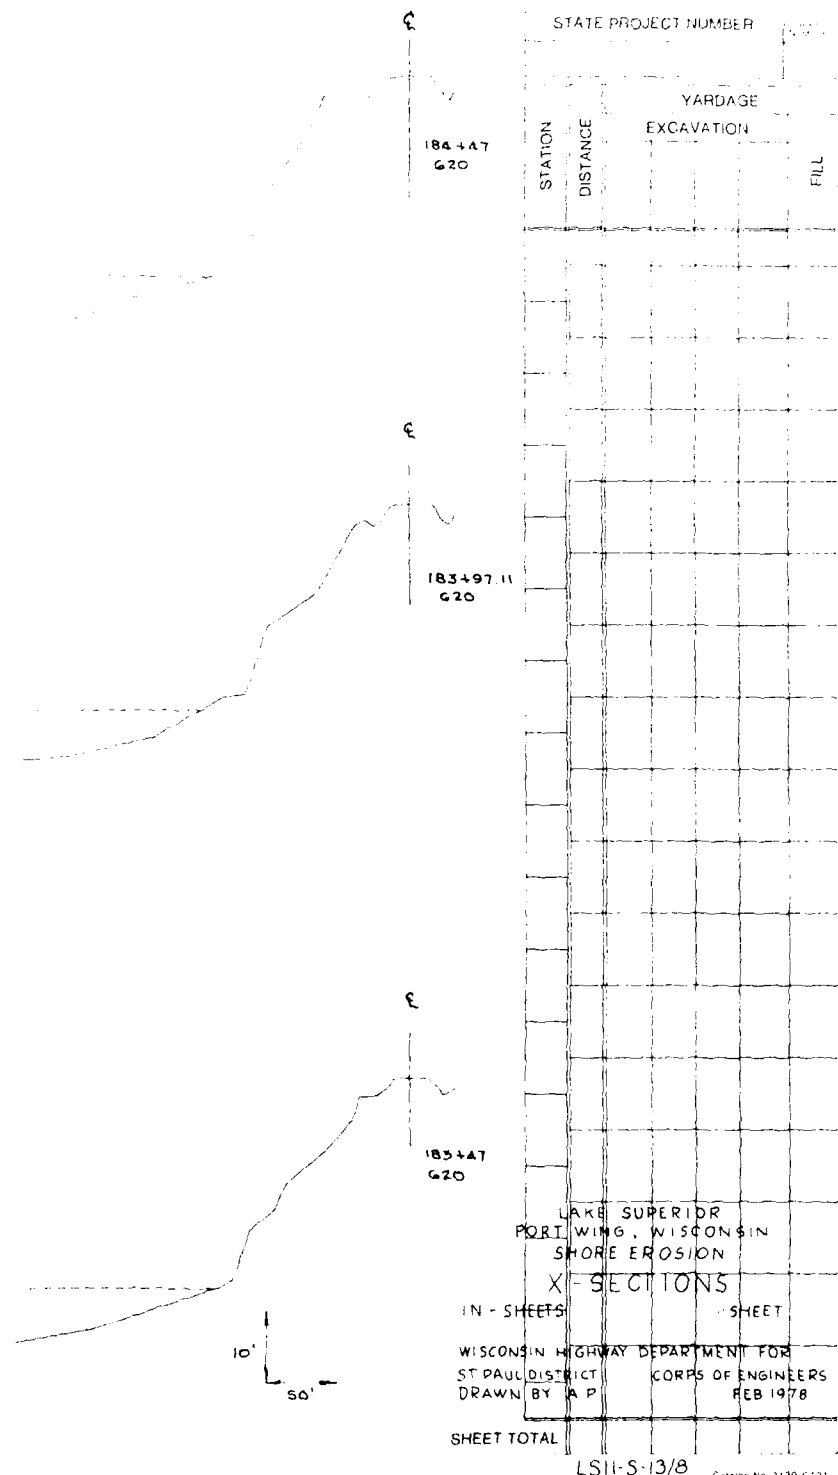 ℄
STATE PROJECT NUMBER
YARDAGE
EXCAVATION
STATION
DISTANCE
FILL
184+47
620
℄
183+97.11
620
℄
183+47
620
LAKE SUPERIOR
PORT WING, WISCONSIN
SHORE EROSION
X-SECTIONS
IN - SHEETS SHEET
10'
50'
WISCONSIN HIGHWAY DEPARTMENT FOR
ST PAUL DISTRICT CORPS OF ENGINEERS
DRAWN BY A P FEB 1978
SHEET TOTAL
LS11-S-13/8